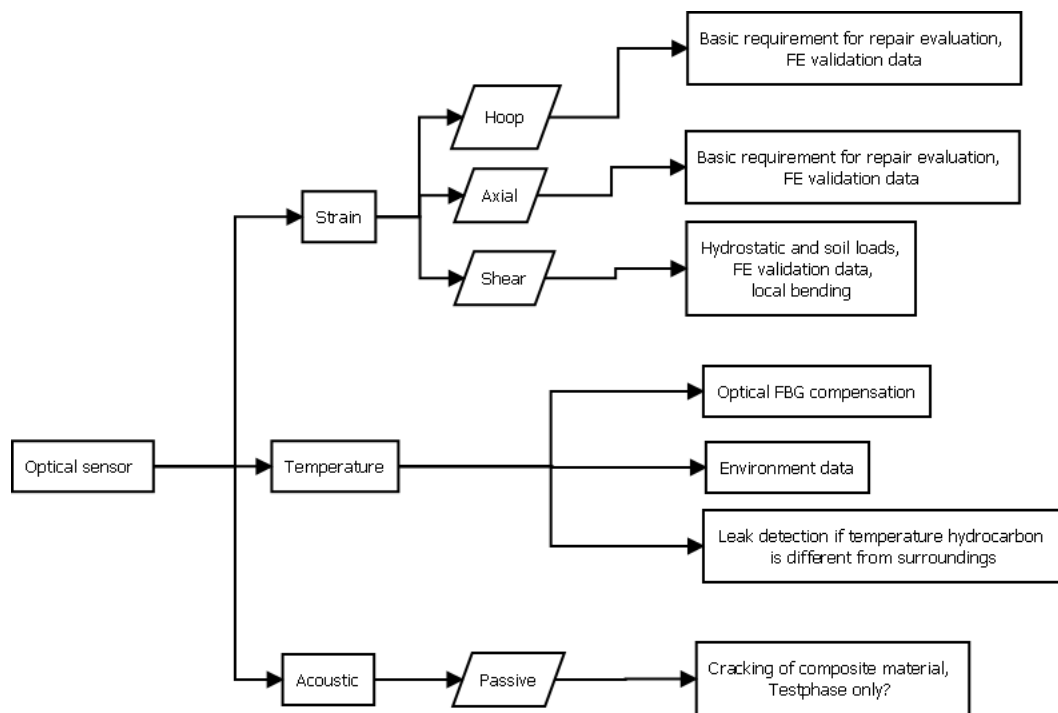 Basic requirement for repair evaluation,
FE validation data
Hoop
Basic requirement for repair evaluation,
FE validation data
Axial
Strain
Hydrostatic and soil loads,
FE validation data,
local bending
Shear
Optical FBG compensation
Optical sensor
Temperature
Environment data
Leak detection if temperature hydrocarbon
is different from surroundings
Acoustic
Passive
Cracking of composite material,
Testphase only?